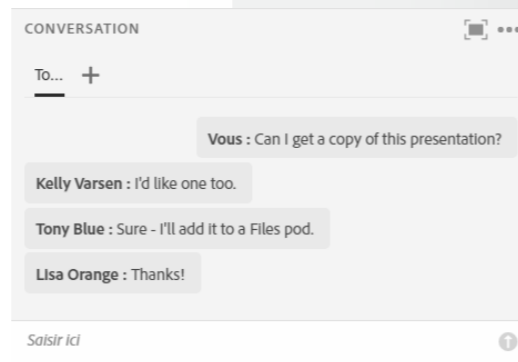 CONVERSATION
To...
Vous : Can I get a copy of this presentation?
Kelly Varsen : I'd like one too.
Tony Blue : Sure - I'll add it to a Files pod.
Lisa Orange : Thanks!
Saisir ici